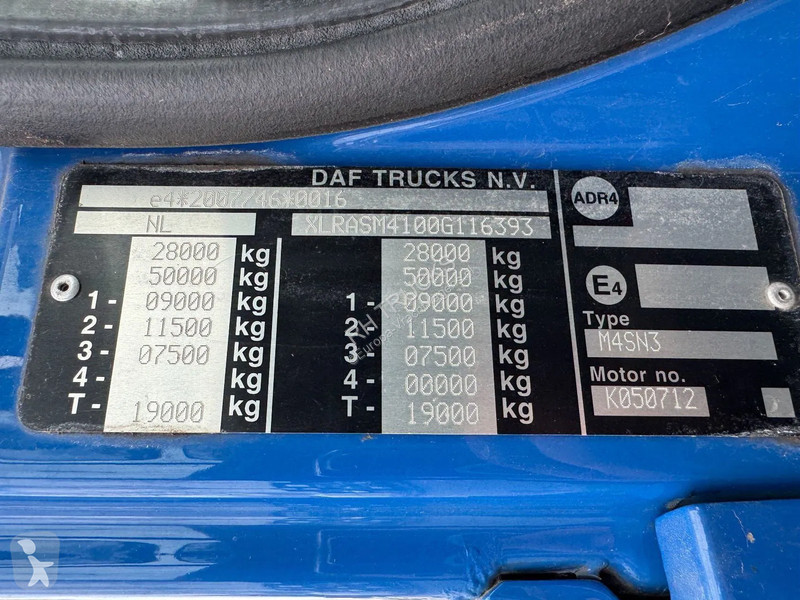 DAF TRUCKS N.V.
e4*2007/46*0016
NL XLRASM4100G116393
28000 kg 28000 kg
50000 kg 50000 kg
1- 09000 kg 1- 09000 kg
2- 11500 kg 2- 11500 kg
3- 07500 kg 3- 07500 kg
4- kg 4- 00000 kg
T- 19000 kg T- 19000 kg
ADR4
E4
Type
M4SN3
Motor no.
K050712